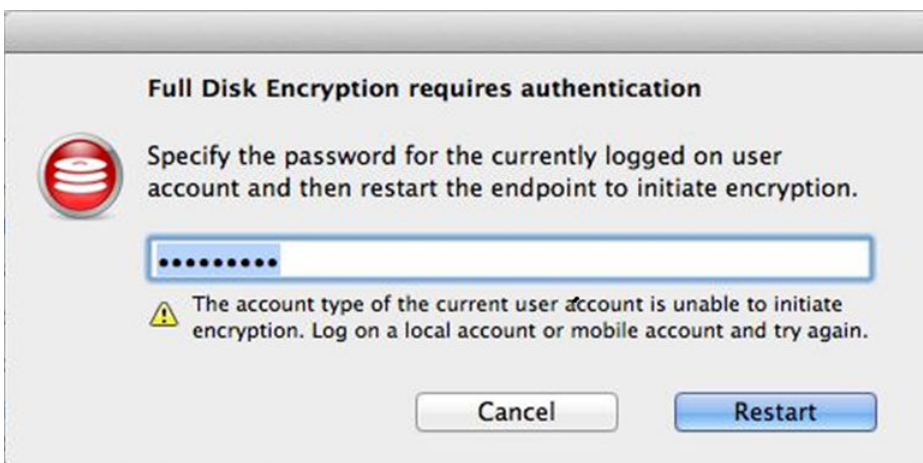 Full Disk Encryption requires authentication
Specify the password for the currently logged on user
account and then restart the endpoint to initiate encryption.
•••••••••
The account type of the current user account is unable to initiate
encryption. Log on a local account or mobile account and try again.
Cancel
Restart